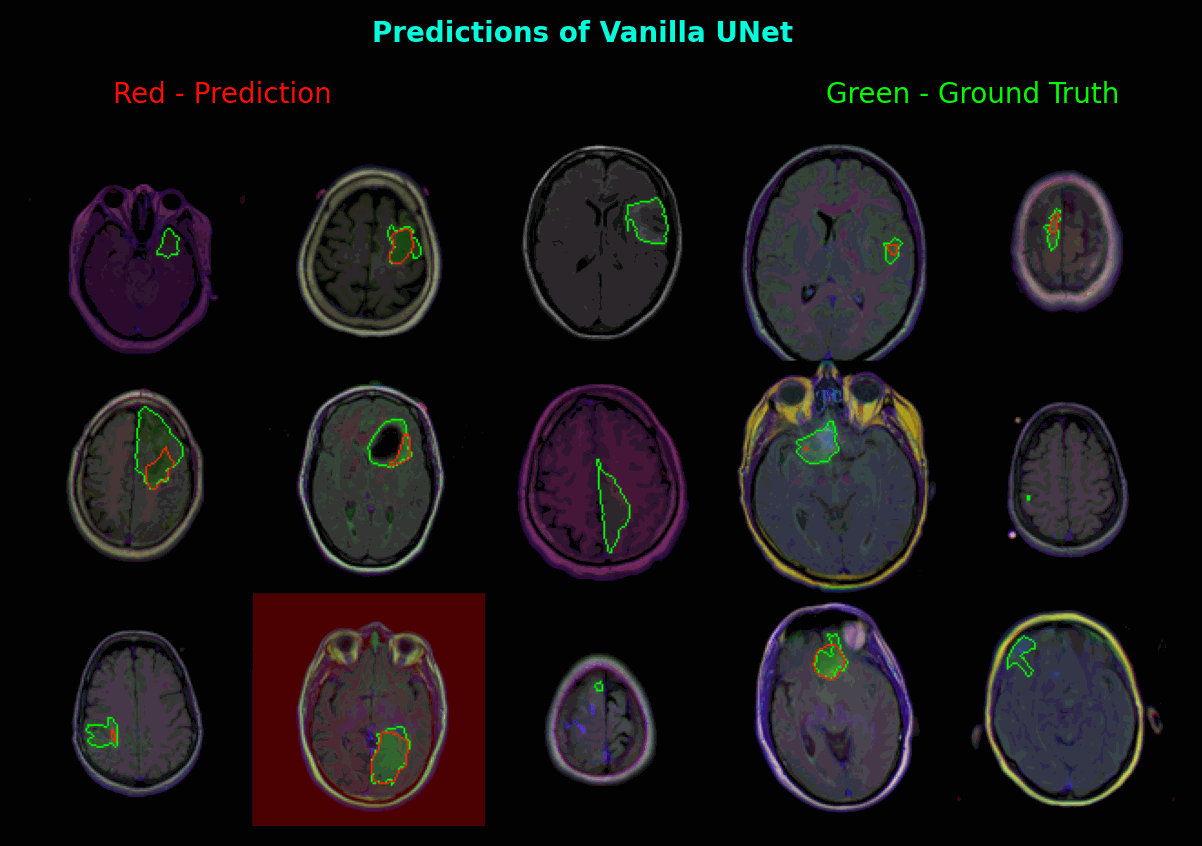 Predictions of Vanilla UNet
Red - Prediction
Green - Ground Truth